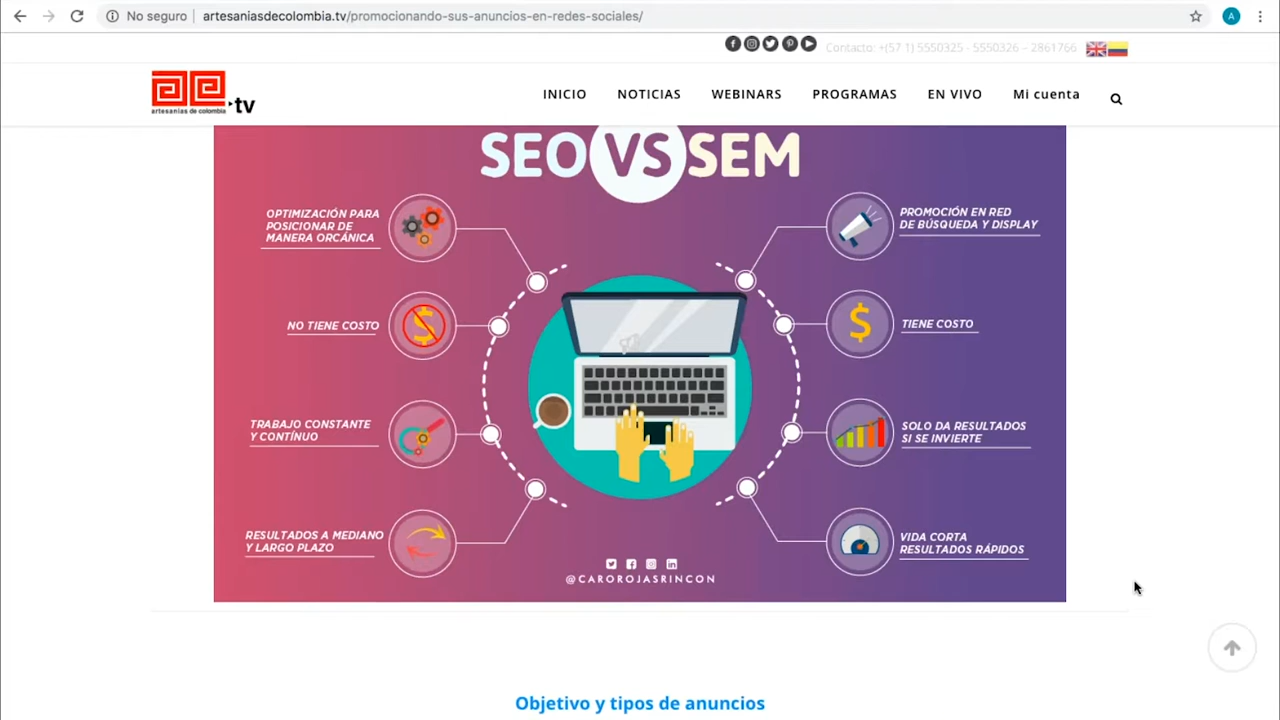 No seguro
artesaniasdecolombia.tv/promocionando-sus-anuncios-en-redes-sociales/
A
Contacto: +(57 1) 5550325 - 5550326 – 2861766
artesanías de colombia
tv
INICIO
NOTICIAS
WEBINARS
PROGRAMAS
EN VIVO
Mi cuenta
SEO VS SEM
OPTIMIZACIÓN PARA
POSICIONAR DE
MANERA ORCÁNICA
NO TIENE COSTO
TRABAJO CONSTANTE
Y CONTÍNUO
RESULTADOS A MEDIANO
Y LARGO PLAZO
PROMOCIÓN EN RED
DE BÚSQUEDA Y DISPLAY
TIENE COSTO
SOLO DA RESULTADOS
SI SE INVIERTE
VIDA CORTA
RESULTADOS RÁPIDOS
@CAROROJASRINCON
Objetivo y tipos de anuncios